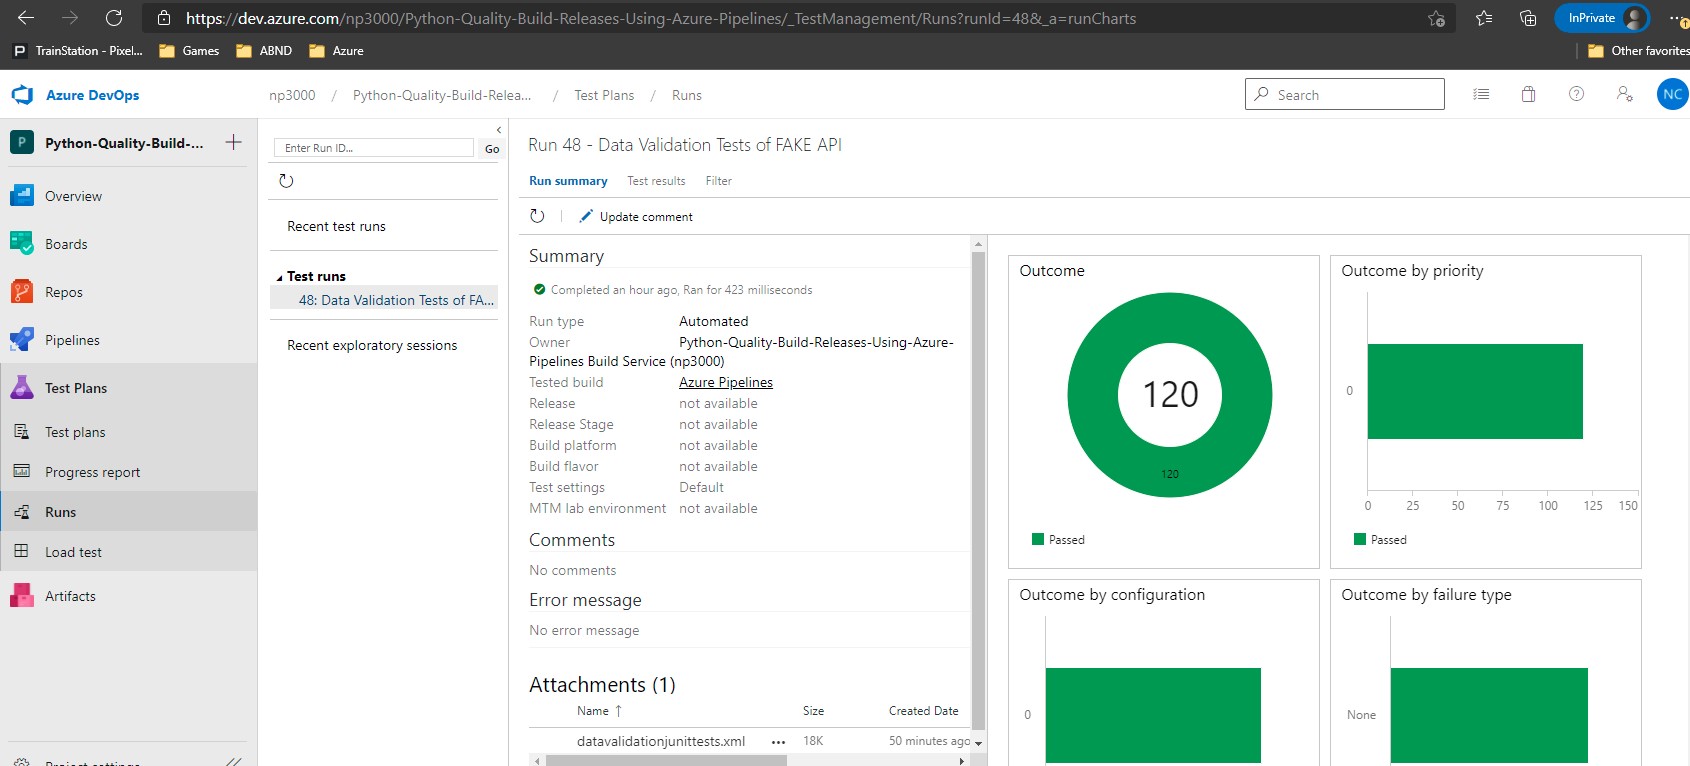 https://dev.azure.com/np3000/Python-Quality-Build-Releases-Using-Azure-Pipelines/_TestManagement/Runs?runId=48&_a=runCharts
InPrivate
P TrainStation - Pixel... Games ABND Azure Other favorites
Azure DevOps np3000 / Python-Quality-Build-Relea... / Test Plans / Runs Search NC
P Python-Quality-Build-...
Overview
Boards
Repos
Pipelines
Test Plans
Test plans
Progress report
Runs
Load test
Artifacts
Enter Run ID... Go
Recent test runs
Test runs
48: Data Validation Tests of FA...
Recent exploratory sessions
Run 48 - Data Validation Tests of FAKE API
Run summary Test results Filter
Update comment
Summary
Completed an hour ago, Ran for 423 milliseconds
Run type Automated
Owner Python-Quality-Build-Releases-Using-Azure-
Pipelines Build Service (np3000)
Tested build Azure Pipelines
Release not available
Release Stage not available
Build platform not available
Build flavor not available
Test settings Default
MTM lab environment not available
Comments
No comments
Error message
No error message
Attachments (1)
Name ↑ Size Created Date
datavalidationjunittests.xml ... 18K 50 minutes ago
Outcome
120
120
Passed
Outcome by priority
0
0 25 50 75 100 125 150
Passed
Outcome by configuration
0
Outcome by failure type
None
Project settings